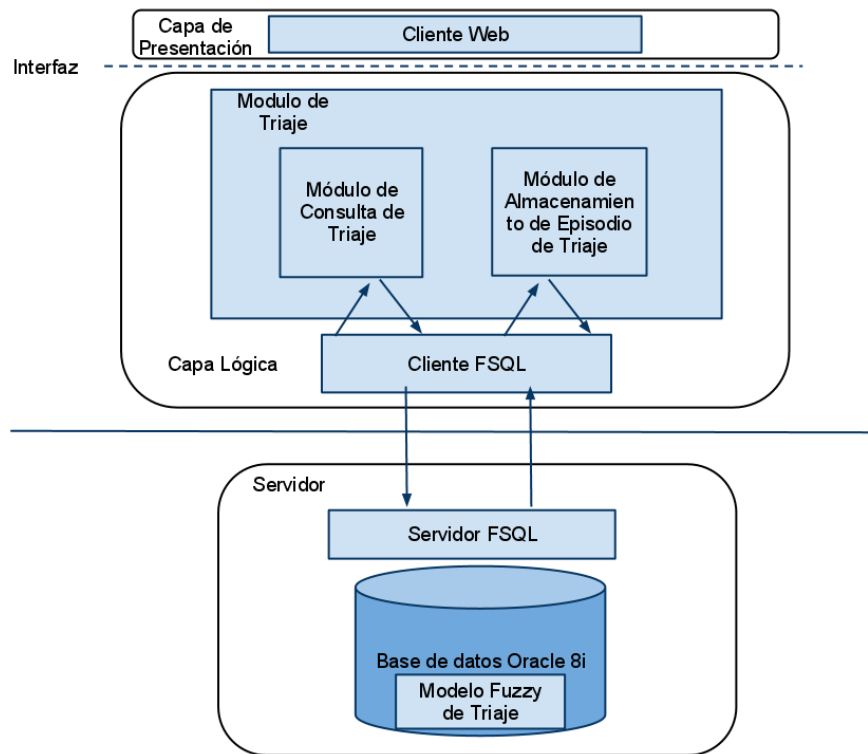 Capa de
Presentación
Cliente Web
Interfaz
Modulo de
Triaje
Módulo de
Consulta de
Triaje
Módulo de
Almacenamien
to de Episodio
de Triaje
Capa Lógica
Cliente FSQL
Servidor
Servidor FSQL
Base de datos Oracle 8i
Modelo Fuzzy
de Triaje